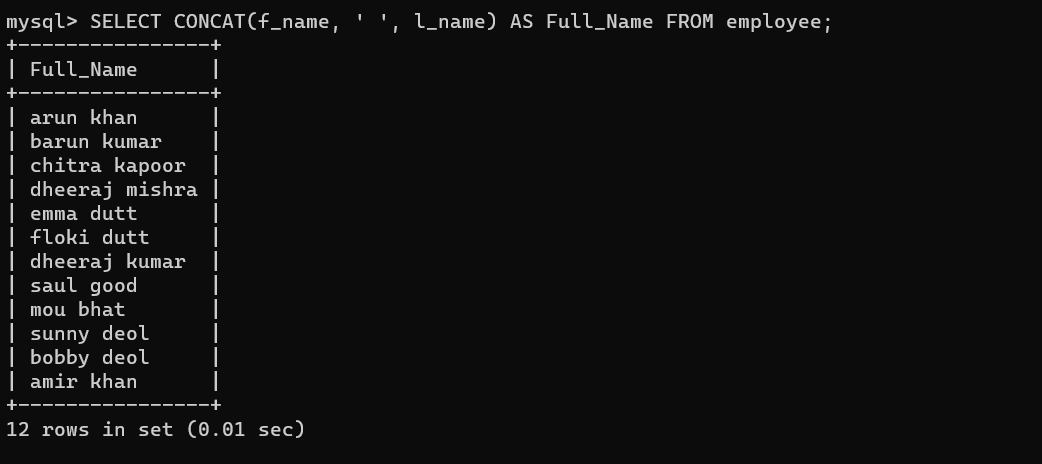 mysql> SELECT CONCAT(f_name, ' ', l_name) AS Full_Name FROM employee;
+----------------+
| Full_Name      |
+----------------+
| arun khan      |
| barun kumar    |
| chitra kapoor  |
| dheeraj mishra |
| emma dutt      |
| floki dutt     |
| dheeraj kumar  |
| saul good      |
| mou bhat       |
| sunny deol     |
| bobby deol     |
| amir khan      |
+----------------+
12 rows in set (0.01 sec)